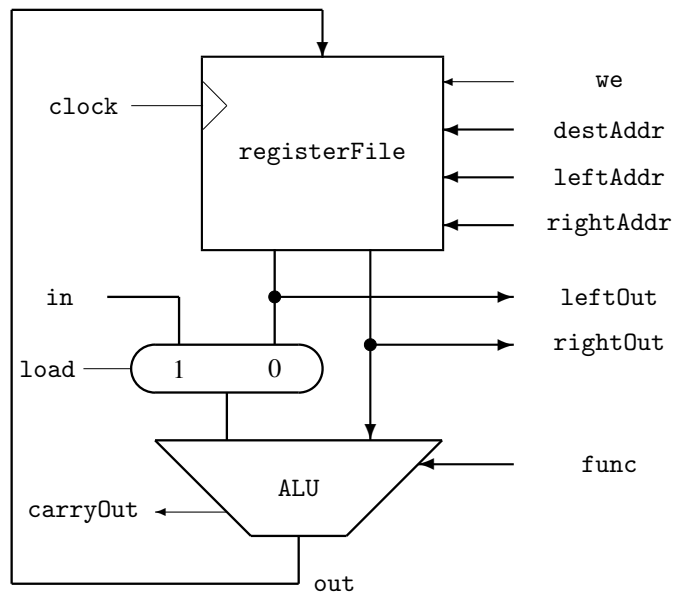 we
clock
destAddr
registerFile
leftAddr
rightAddr
in
leftOut
rightOut
load
1 0
func
ALU
carryOut
out